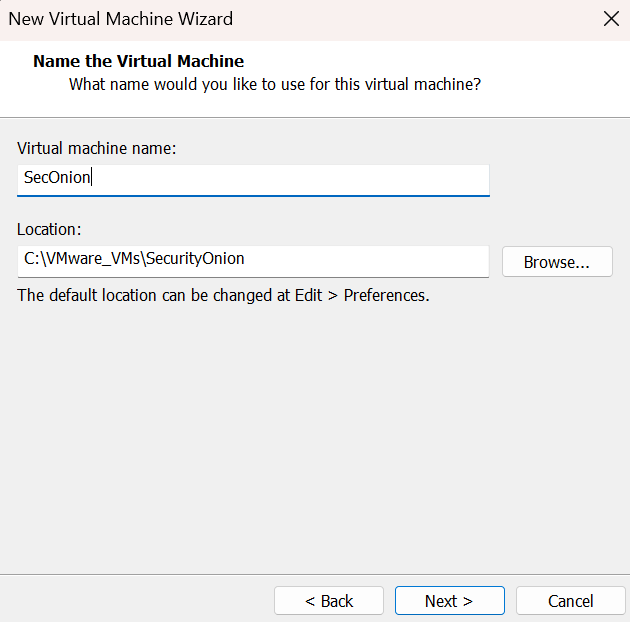 New Virtual Machine Wizard
Name the Virtual Machine
What name would you like to use for this virtual machine?
Virtual machine name:
SecOnion
Location:
C:\VMware_VMs\SecurityOnion
Browse...
The default location can be changed at Edit > Preferences.
< Back
Next >
Cancel